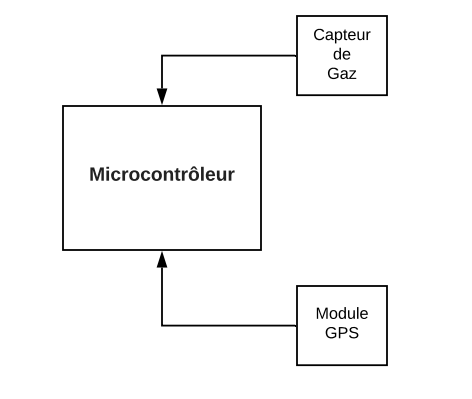 Capteur
de
Gaz
Microcontrôleur
Module
GPS